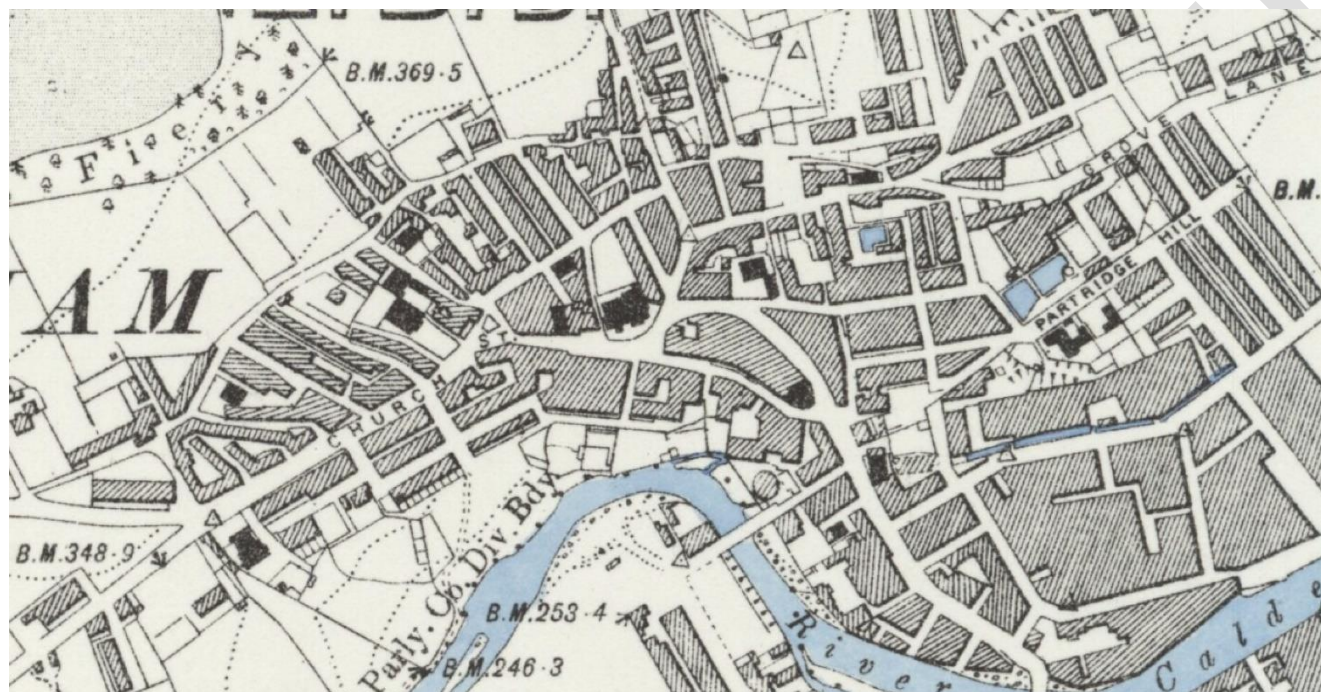 B.M.369·5
Fiery
GROVE
LANE
B.M.
HILL
AM
PARTRIDGE
ST.
CHURCH
Parly. Co. Div. Bdy
B.M.348·9
B.M.253·4
B.M.246·3
River
Calde